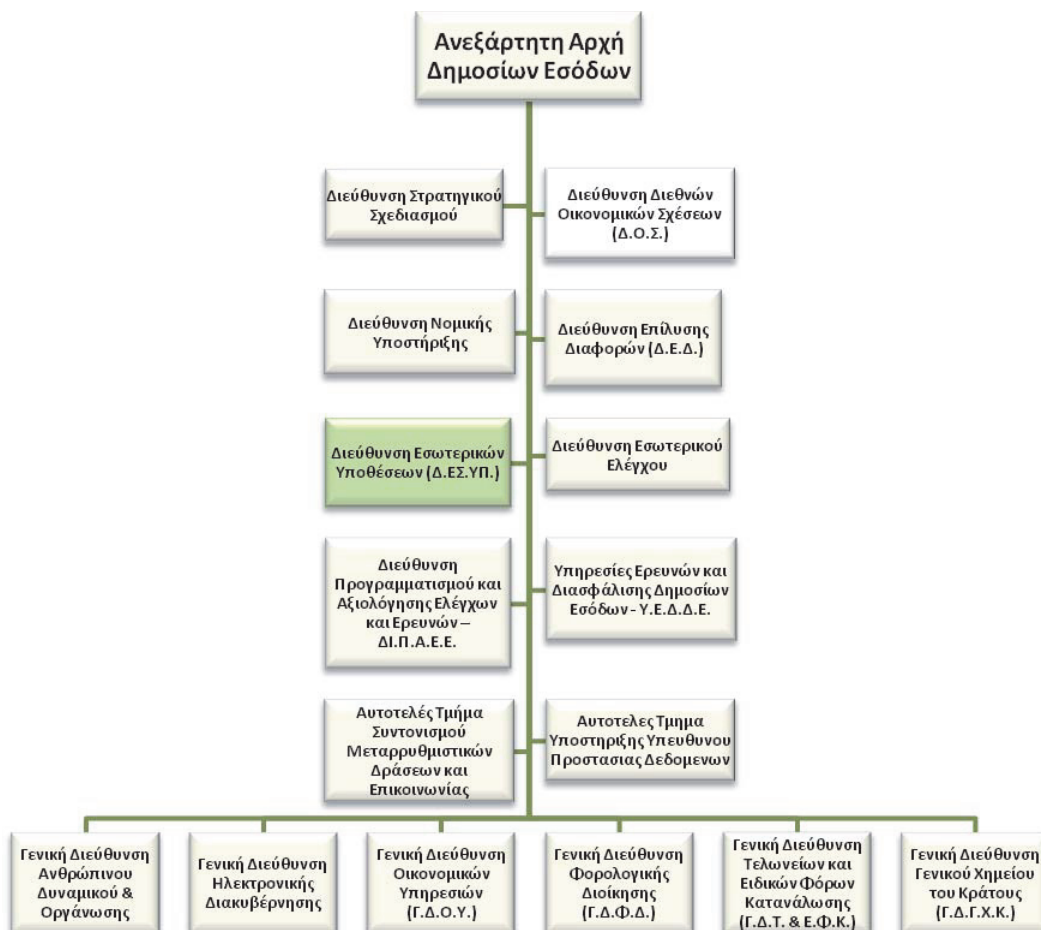 Ανεξάρτητη Αρχή
Δημοσίων Εσόδων
Διεύθυνση Στρατηγικού
Σχεδιασμού
Διεύθυνση Διεθνών
Οικονομικών Σχέσεων
(Δ.Ο.Σ.)
Διεύθυνση Νομικής
Υποστήριξης
Διεύθυνση Επίλυσης
Διαφορών (Δ.Ε.Δ.)
Διεύθυνση Εσωτερικών
Υποθέσεων (Δ.ΕΣ.ΥΠ.)
Διεύθυνση Εσωτερικού
Ελέγχου
Διεύθυνση
Προγραμματισμού και
Αξιολόγησης Ελέγχων
και Ερευνών –
ΔΙ.Π.Α.Ε.Ε.
Υπηρεσίες Ερευνών και
Διασφάλισης Δημοσίων
Εσόδων - Υ.Ε.Δ.Δ.Ε.
Αυτοτελές Τμήμα
Συντονισμού
Μεταρρυθμιστικών
Δράσεων και
Επικοινωνίας
Αυτοτελες Τμημα
Υποστηριξης Υπευθυνου
Προστασιας Δεδομενων
Γενική Διεύθυνση
Ανθρώπινου
Δυναμικού &
Οργάνωσης
Γενική Διεύθυνση
Ηλεκτρονικής
Διακυβέρνησης
Γενική Διεύθυνση
Οικονομικών
Υπηρεσιών
(Γ.Δ.Ο.Υ.)
Γενική Διεύθυνση
Φορολογικής
Διοίκησης
(Γ.Δ.Φ.Δ.)
Γενική Διεύθυνση
Τελωνείων και
Ειδικών Φόρων
Κατανάλωσης
(Γ.Δ.Τ. & Ε.Φ.Κ.)
Γενική Διεύθυνση
Γενικού Χημείου
του Κράτους
(Γ.Δ.Γ.Χ.Κ.)